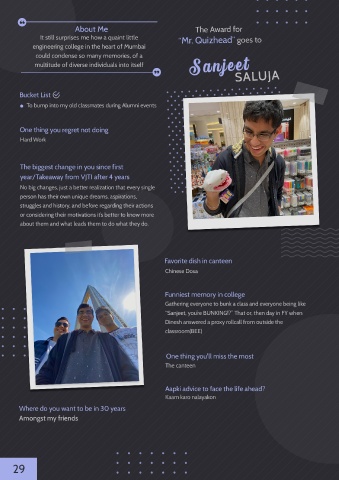 About Me
It still surprises me how a quaint little
engineering college in the heart of Mumbai
could condense so many memories, of a
multitude of diverse individuals into itself
The Award for
"Mr. Quizhead" goes to
Sanjeet
SALUJA
Bucket List
To bump into my old classmates during Alumni events
One thing you regret not doing
Hard Work
The biggest change in you since first
year/Takeaway from VJTI after 4 years
No big changes, just a better realization that every single
person has their own unique dreams, aspirations,
struggles and history, and before regarding their actions
or considering their motivations it's better to know more
about them and what leads them to do what they do.
Favorite dish in canteen
Chinese Dosa
Funniest memory in college
Gathering everyone to bunk a class and everyone being like
"Sanjeet, you're BUNKING!?" That or, then day in FY when
Dinesh answered a proxy rollcall from outside the
classroom(BEE)
One thing you'll miss the most
The canteen
Aapki advice to face the life ahead?
Kaam kare naiayakon
Where do you want to be in 30 years
Amongst my friends
29